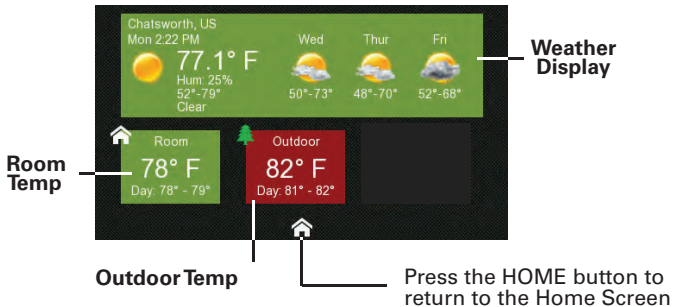 Chatsworth, US
Mon 2:22 PM
77.1° F
Hum: 25%
52°-79°
Clear
Wed
50°-73°
Thur
48°-70°
Fri
52°-68°
Weather
Display
Room
78° F
Day: 78° - 79°
Outdoor
82° F
Day: 81° - 82°
Room
Temp
Outdoor Temp
Press the HOME button to
return to the Home Screen